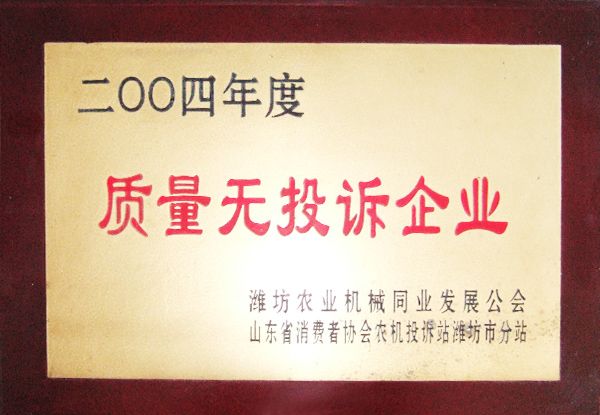 二〇〇四年度
质量无投诉企业
潍坊农业机械同业发展公会
山东省消费者协会农机投诉站潍坊市分站